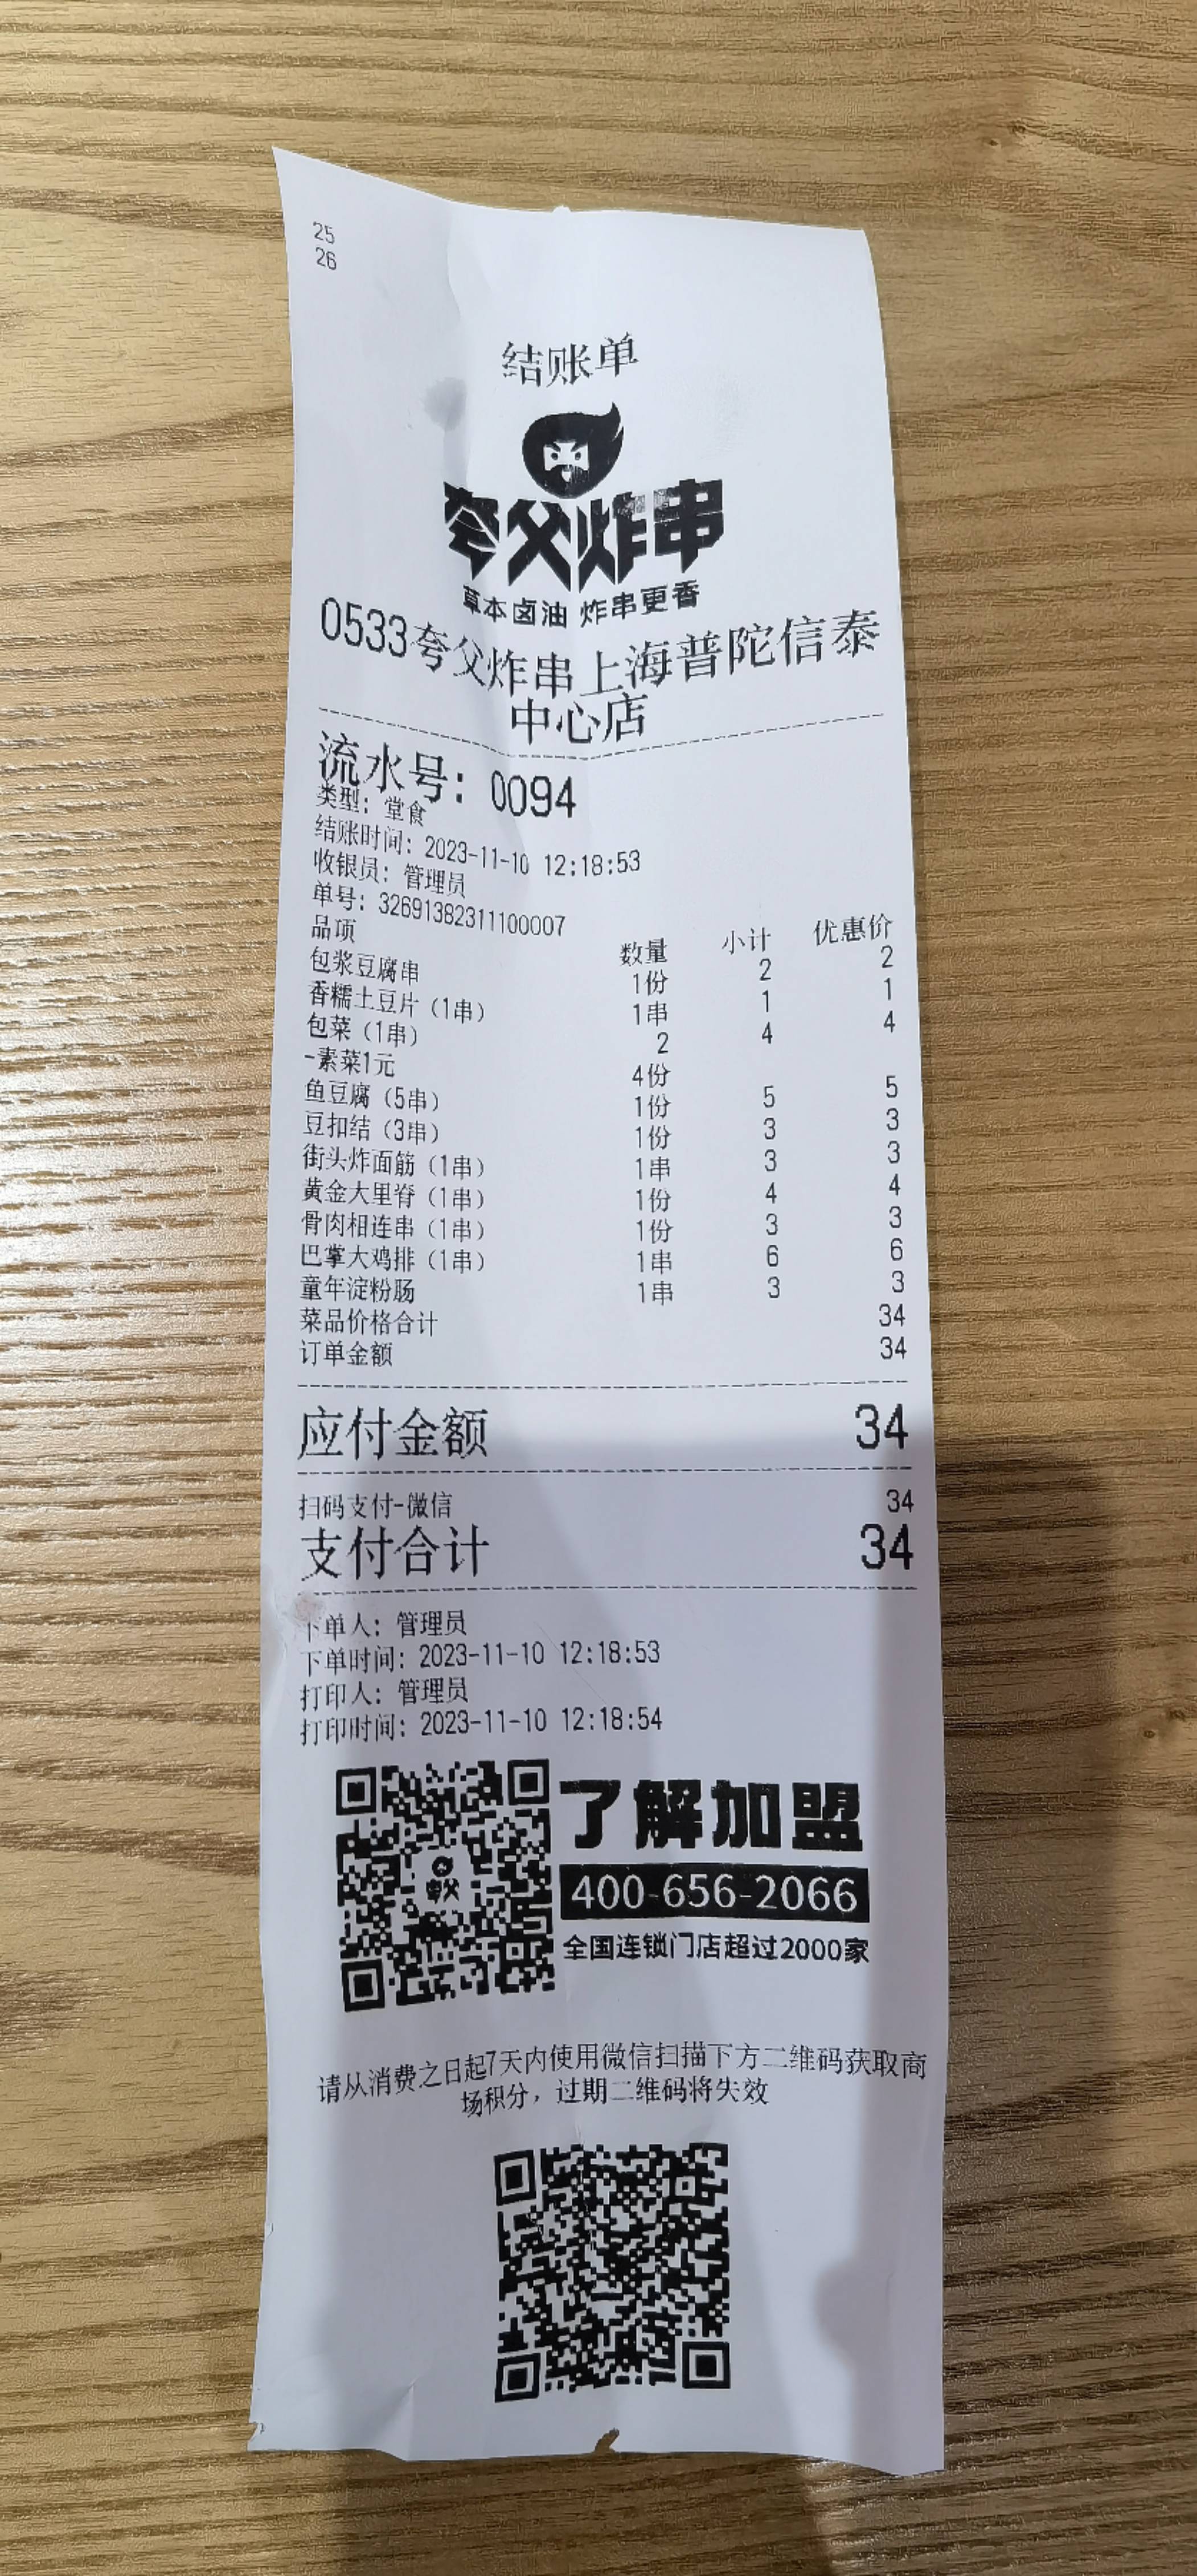 25
26
结账单
夸父炸串
草本卤油 炸串更香
0533夸父炸串上海普陀信泰
中心店
流水号: 0094
类型: 堂食
结账时间: 2023-11-10 12:18:53
收银员: 管理员
单号: 32691382311100007
品项 数量 小计 优惠价
包浆豆腐串 1份 2 2
香糯土豆片(1串) 1串 1 1
包菜(1串) 2 4 4
-素菜1元 4份
鱼豆腐(5串) 1份 5 5
豆扣结(3串) 1份 3 3
街头炸面筋(1串) 1串 3 3
黄金大里脊(1串) 1份 4 4
骨肉相连串(1串) 1份 3 3
巴掌大鸡排(1串) 1串 6 6
童年淀粉肠 1串 3 3
菜品价格合计 34
订单金额 34
应付金额 34
扫码支付-微信 34
支付合计 34
下单人: 管理员
下单时间: 2023-11-10 12:18:53
打印人: 管理员
打印时间: 2023-11-10 12:18:54
夸父
了解加盟
400-656-2066
全国连锁门店超过2000家
请从消费之日起7天内使用微信扫描下方二维码获取商
场积分，过期二维码将失效